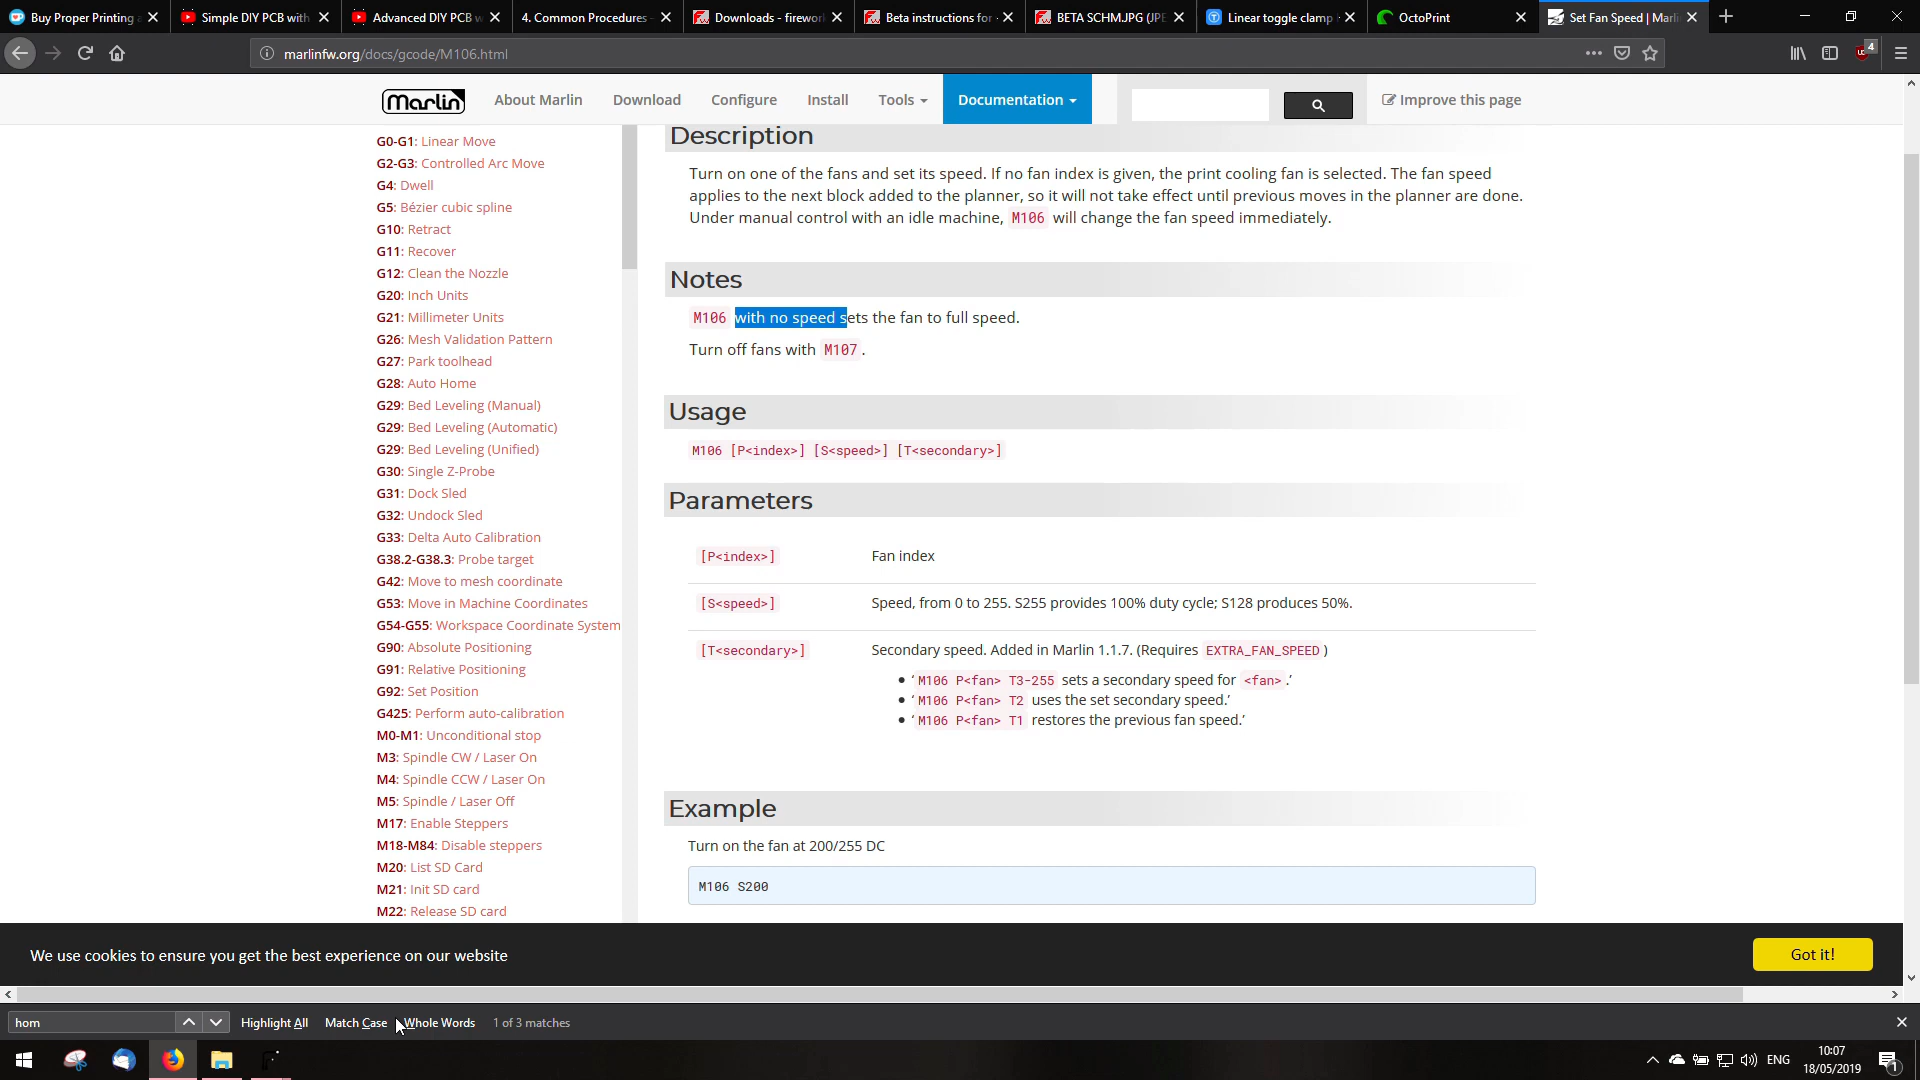 Buy Proper Printing a
Simple DIY PCB with
Advanced DIY PCB w
4. Common Procedures
Downloads - firewor
Beta instructions for
BETA SCHM.JPG (JPE
Linear toggle clamp
OctoPrint
Set Fan Speed | Marli
marlinfw.org/docs/gcode/M106.html
4
Marlin
About Marlin
Download
Configure
Install
Tools
Documentation
Improve this page
G0-G1: Linear Move
G2-G3: Controlled Arc Move
G4: Dwell
G5: Bézier cubic spline
G10: Retract
G11: Recover
G12: Clean the Nozzle
G20: Inch Units
G21: Millimeter Units
G26: Mesh Validation Pattern
G27: Park toolhead
G28: Auto Home
G29: Bed Leveling (Manual)
G29: Bed Leveling (Automatic)
G29: Bed Leveling (Unified)
G30: Single Z-Probe
G31: Dock Sled
G32: Undock Sled
G33: Delta Auto Calibration
G38.2-G38.3: Probe target
G42: Move to mesh coordinate
G53: Move in Machine Coordinates
G54-G55: Workspace Coordinate System
G90: Absolute Positioning
G91: Relative Positioning
G92: Set Position
G425: Perform auto-calibration
M0-M1: Unconditional stop
M3: Spindle CW / Laser On
M4: Spindle CCW / Laser On
M5: Spindle / Laser Off
M17: Enable Steppers
M18-M84: Disable steppers
M20: List SD Card
M21: Init SD card
M22: Release SD card
Description
Turn on one of the fans and set its speed. If no fan index is given, the print cooling fan is selected. The fan speed
applies to the next block added to the planner, so it will not take effect until previous moves in the planner are done.
Under manual control with an idle machine, M106 will change the fan speed immediately.
Notes
M106 with no speed sets the fan to full speed.
Turn off fans with M107.
Usage
M106 [P<index>] [S<speed>] [T<secondary>]
Parameters
[P<index>] Fan index
[S<speed>] Speed, from 0 to 255. S255 provides 100% duty cycle; S128 produces 50%.
[T<secondary>] Secondary speed. Added in Marlin 1.1.7. (Requires EXTRA_FAN_SPEED )
• ‘M106 P<fan> T3-255 sets a secondary speed for <fan>.’
• ‘M106 P<fan> T2 uses the set secondary speed.’
• ‘M106 P<fan> T1 restores the previous fan speed.’
Example
Turn on the fan at 200/255 DC
M106 S200
We use cookies to ensure you get the best experience on our website
Got it!
hom
Highlight All
Match Case
Whole Words
1 of 3 matches
ENG
10:07
18/05/2019
1